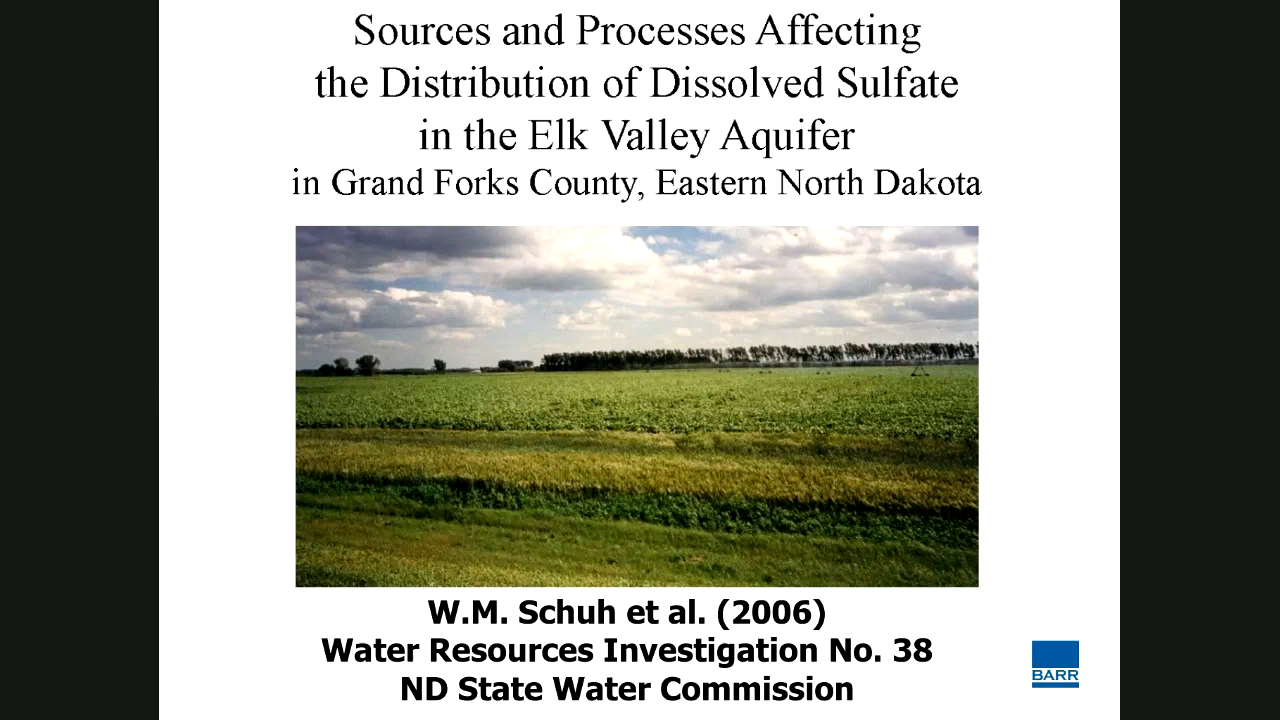 Sources and Processes Affecting
the Distribution of Dissolved Sulfate
in the Elk Valley Aquifer
in Grand Forks County, Eastern North Dakota
W.M. Schuh et al. (2006)
Water Resources Investigation No. 38
ND State Water Commission
BARR